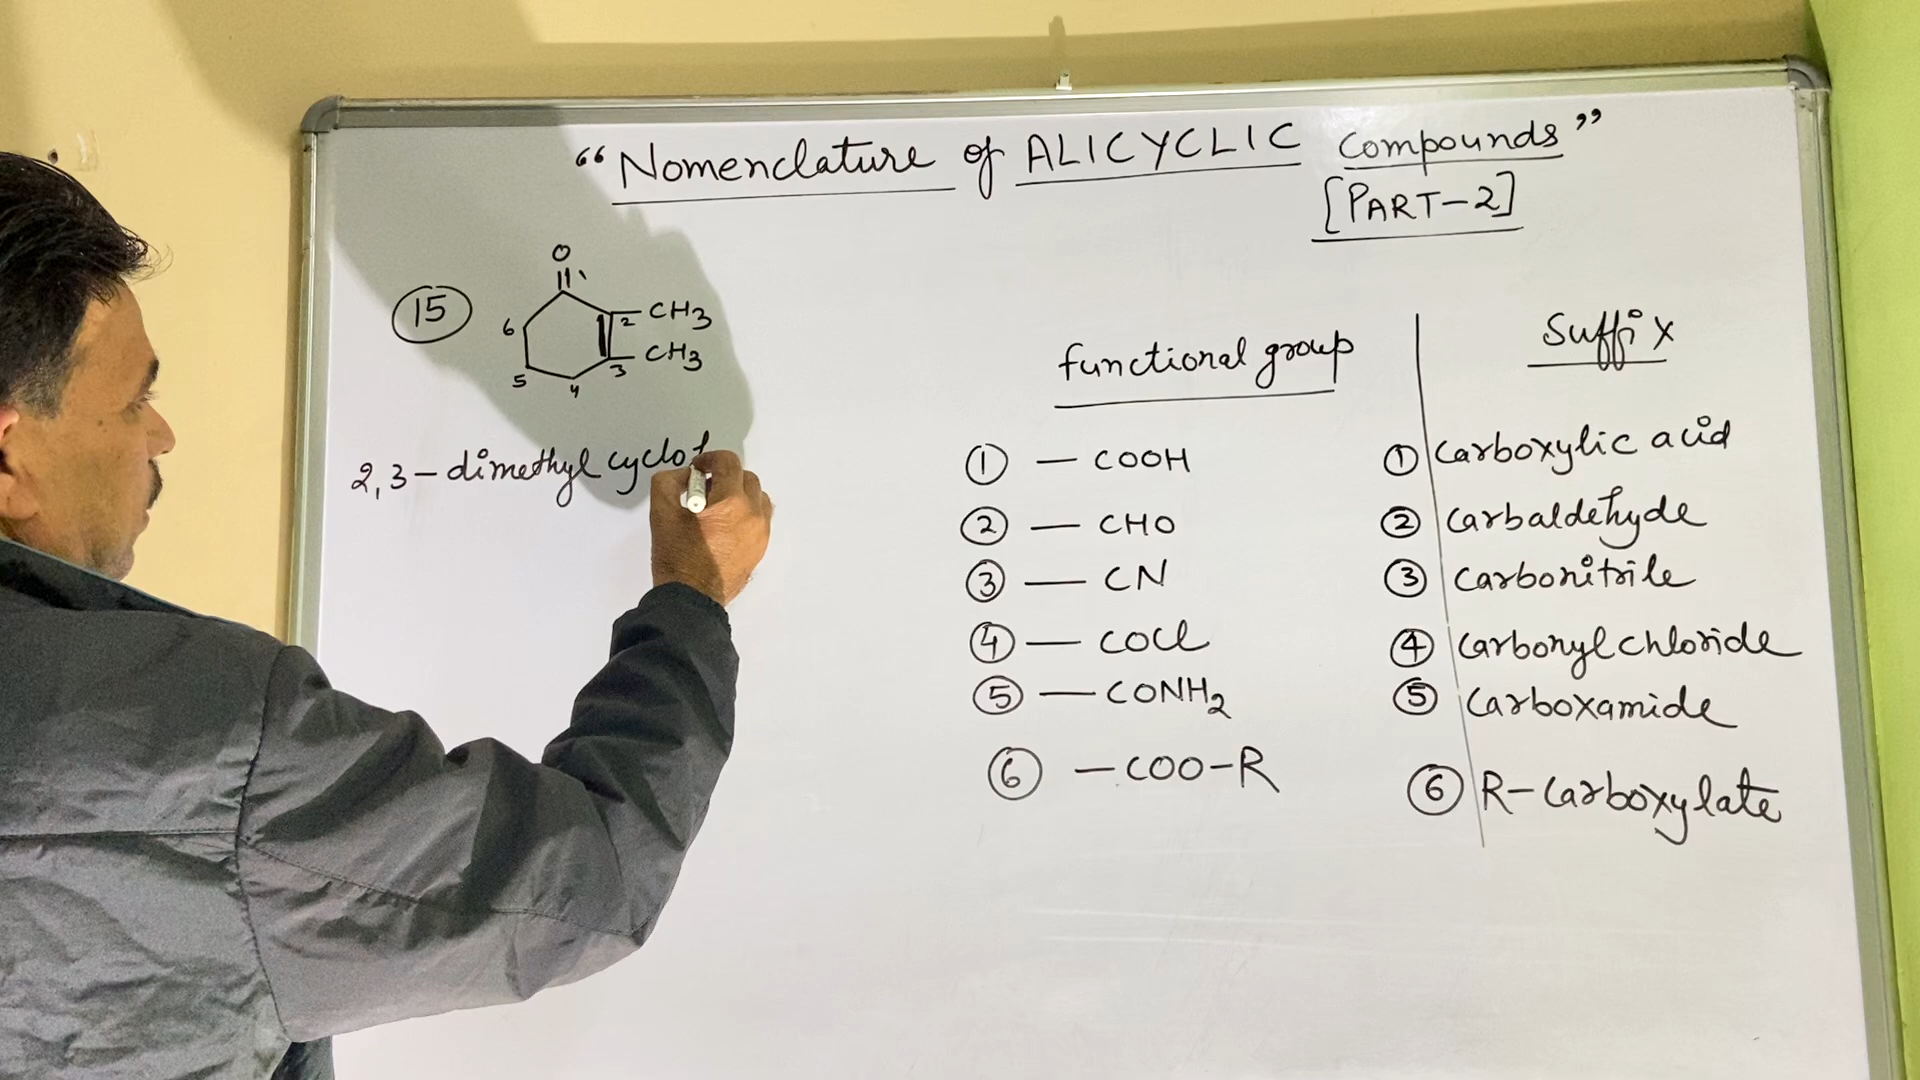 “Nomenclature of ALICYCLIC Compounds”
[PART-2]
15
O
1
2 CH3
3 CH3
4
5
6
2,3-dimethyl cyclo
functional group
Suffix
① — COOH
① Carboxylic acid
② — CHO
② Carbaldehyde
③ — CN
③ Carbonitrile
④ — COCl
④ Carbonyl chloride
⑤ — CONH2
⑤ Carboxamide
⑥ — COO-R
⑥ R-Carboxylate